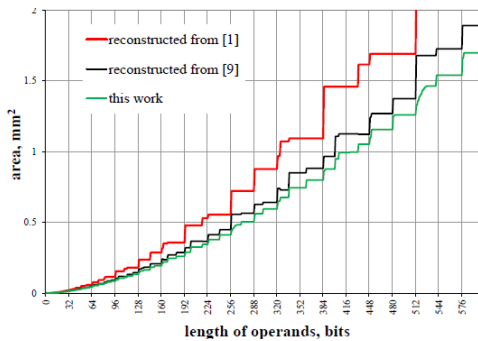 2
reconstructed from [1]
reconstructed from [9]
this work
1.5
1
0.5
0
area, mm²
0 32 64 96 128 160 192 224 256 288 320 352 384 416 448 480 512 544 576
length of operands, bits